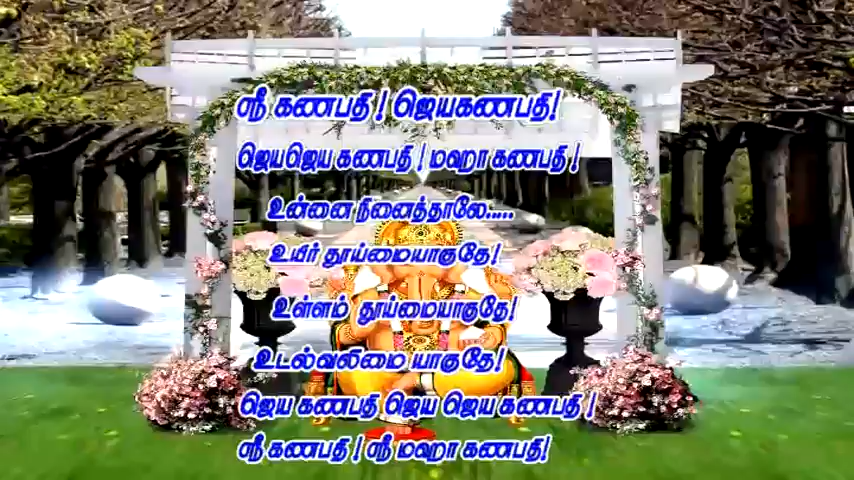 ஸ்ரீ கணபதி! ஜெயகணபதி!
ஜெயஜெய கணபதி! மஹா கணபதி!
உன்னை நினைத்தாலே.....
உயிர் தூய்மை யாகுதே!
உள்ளம் தூய்மை யாகுதே!
உடல்வலிமை யாகுதே!
ஜெய கணபதி ஜெய ஜெய கணபதி!
ஸ்ரீ கணபதி! ஸ்ரீ மஹா கணபதி!